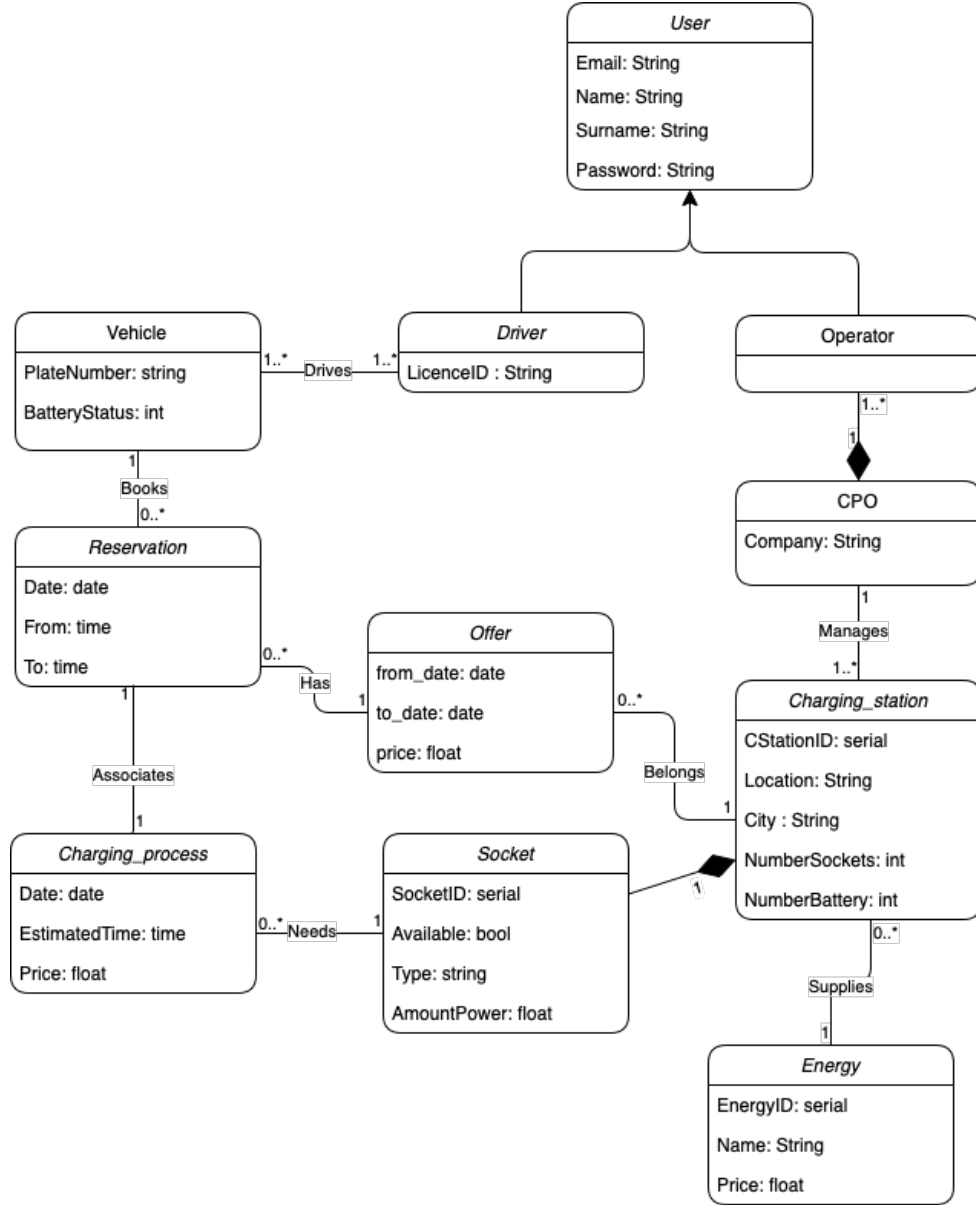 User
Email: String
Name: String
Surname: String
Password: String
Vehicle
PlateNumber: string
BatteryStatus: int
1..*
Drives
1..*
Driver
LicenceID : String
Operator
1..*
1
CPO
Company: String
1
Manages
1..*
1
Books
0..*
Reservation
Date: date
From: time
To: time
0..*
Has
1
Offer
from_date: date
to_date: date
price: float
0..*
Belongs
1
Charging_station
CStationID: serial
Location: String
City : String
NumberSockets: int
NumberBattery: int
1
Associates
1
Charging_process
Date: date
EstimatedTime: time
Price: float
0..*
Needs
1
Socket
SocketID: serial
Available: bool
Type: string
AmountPower: float
1
0..*
Supplies
1
Energy
EnergyID: serial
Name: String
Price: float